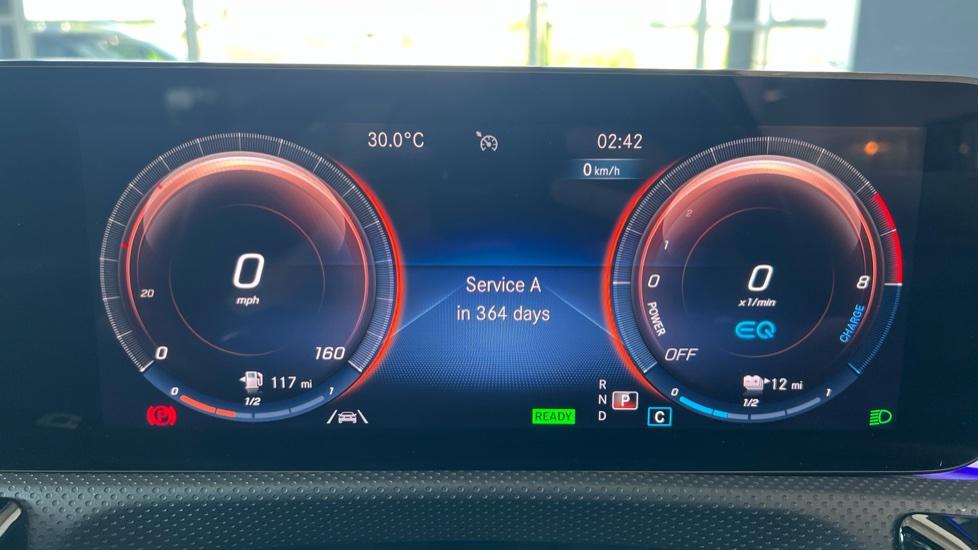 30.0°C
02:42
0 km/h
20
0
mph
0
160
117 mi
0
1/2
1
Service A
in 364 days
2
1
0
8
POWER
0
x1/min
EQ
CHARGE
OFF
12 mi
0
1/2
1
P
READY
R
N
P
D
C